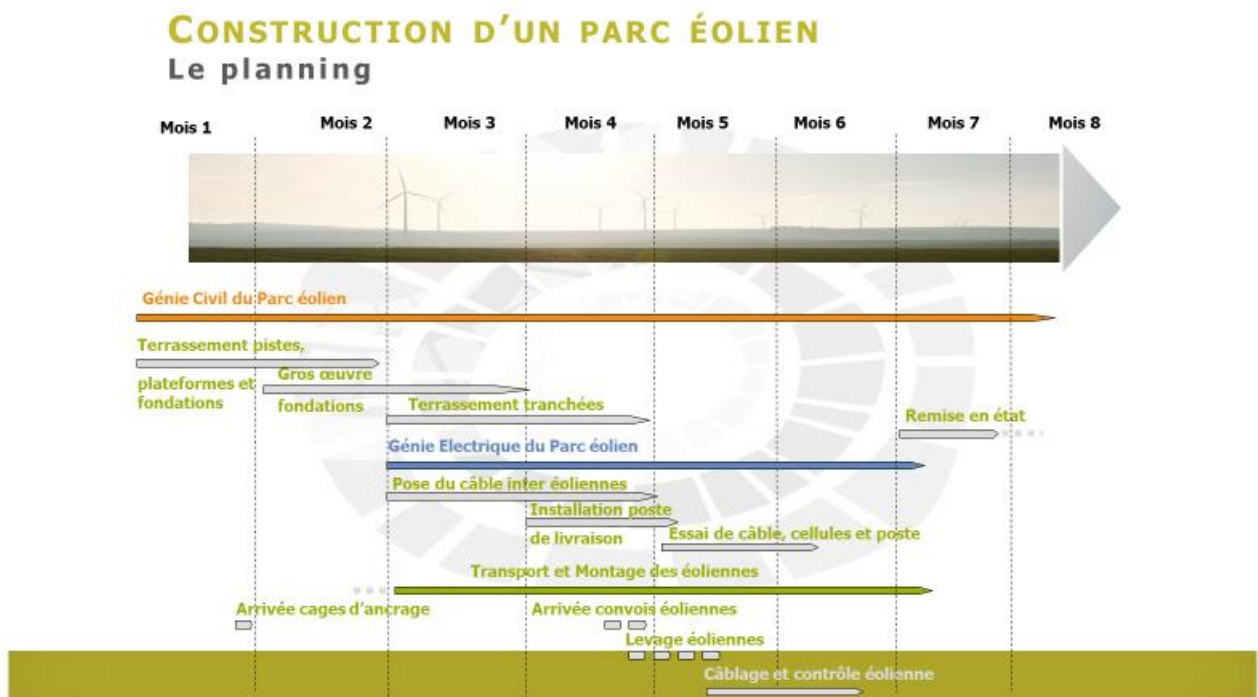 CONSTRUCTION D'UN PARC ÉOLIEN
Le planning
Mois 1
Mois 2
Mois 3
Mois 4
Mois 5
Mois 6
Mois 7
Mois 8
Génie Civil du Parc éolien
Terrassement pistes,
plateformes et
fondations
Gros œuvre
fondations
Terrassement tranchées
Remise en état
Génie Electrique du Parc éolien
Pose du câble inter éoliennes
Installation poste
de livraison
Essai de câble, cellules et poste
Transport et Montage des éoliennes
Arrivée cages d'ancrage
Arrivée convois éoliennes
Levage éoliennes
Câblage et contrôle éolienne